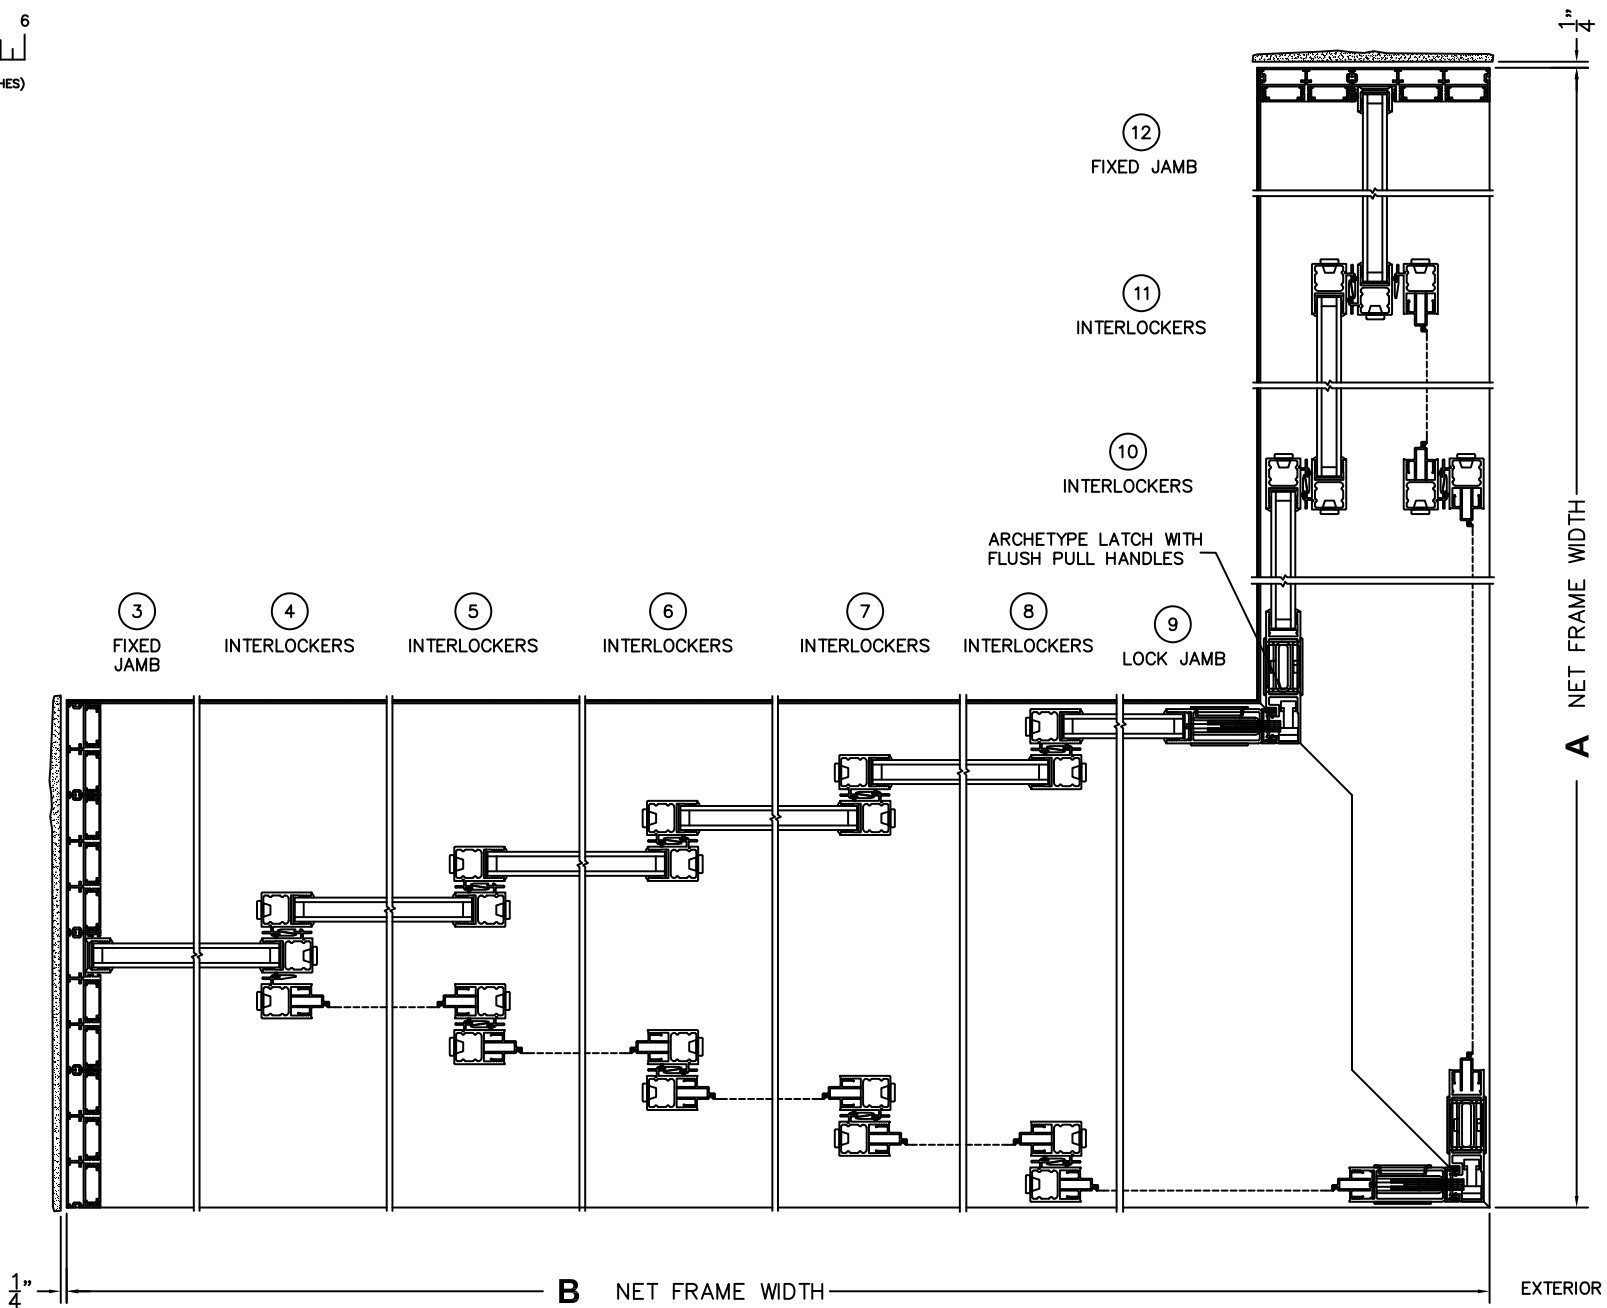 6
HES)
1"
4
12
FIXED JAMB
11
INTERLOCKERS
10
INTERLOCKERS
ARCHETYPE LATCH WITH
FLUSH PULL HANDLES
3
FIXED
JAMB
4
INTERLOCKERS
5
INTERLOCKERS
6
INTERLOCKERS
7
INTERLOCKERS
8
INTERLOCKERS
9
LOCK JAMB
A NET FRAME WIDTH
1"
4
B NET FRAME WIDTH
EXTERIOR